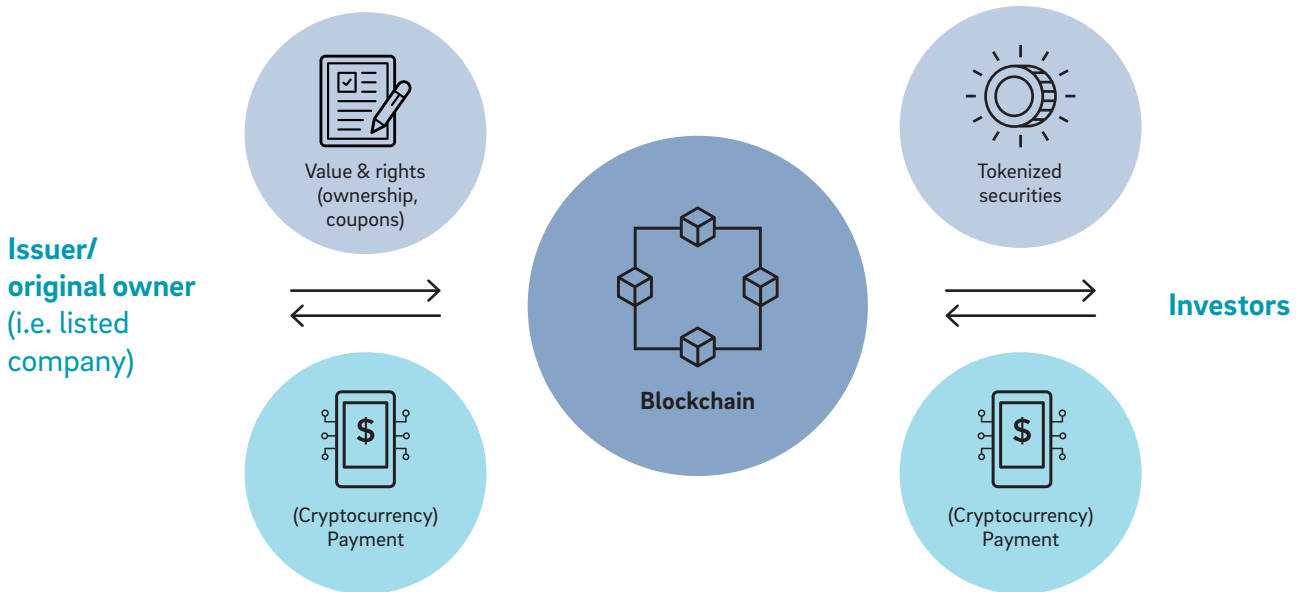 Issuer/
original owner
(i.e. listed
company)
Value & rights
(ownership,
coupons)
$
(Cryptocurrency)
Payment
Blockchain
Tokenized
securities
$
(Cryptocurrency)
Payment
Investors